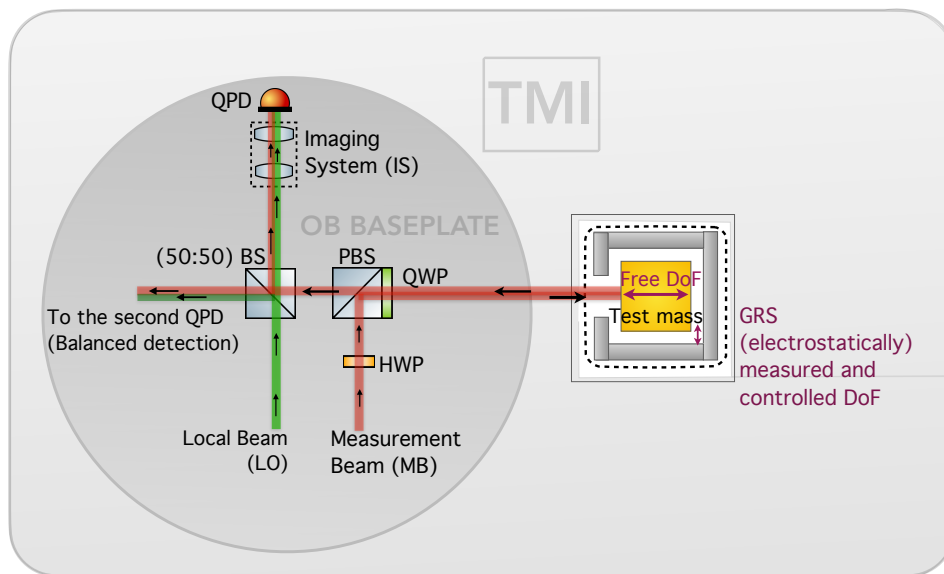 TMI
QPD
Imaging
System (IS)
OB BASEPLATE
(50:50) BS
PBS
QWP
Free DoF
Test mass
To the second QPD
(Balanced detection)
HWP
GRS
(electrostatically)
measured and
controlled DoF
Local Beam
(LO)
Measurement
Beam (MB)